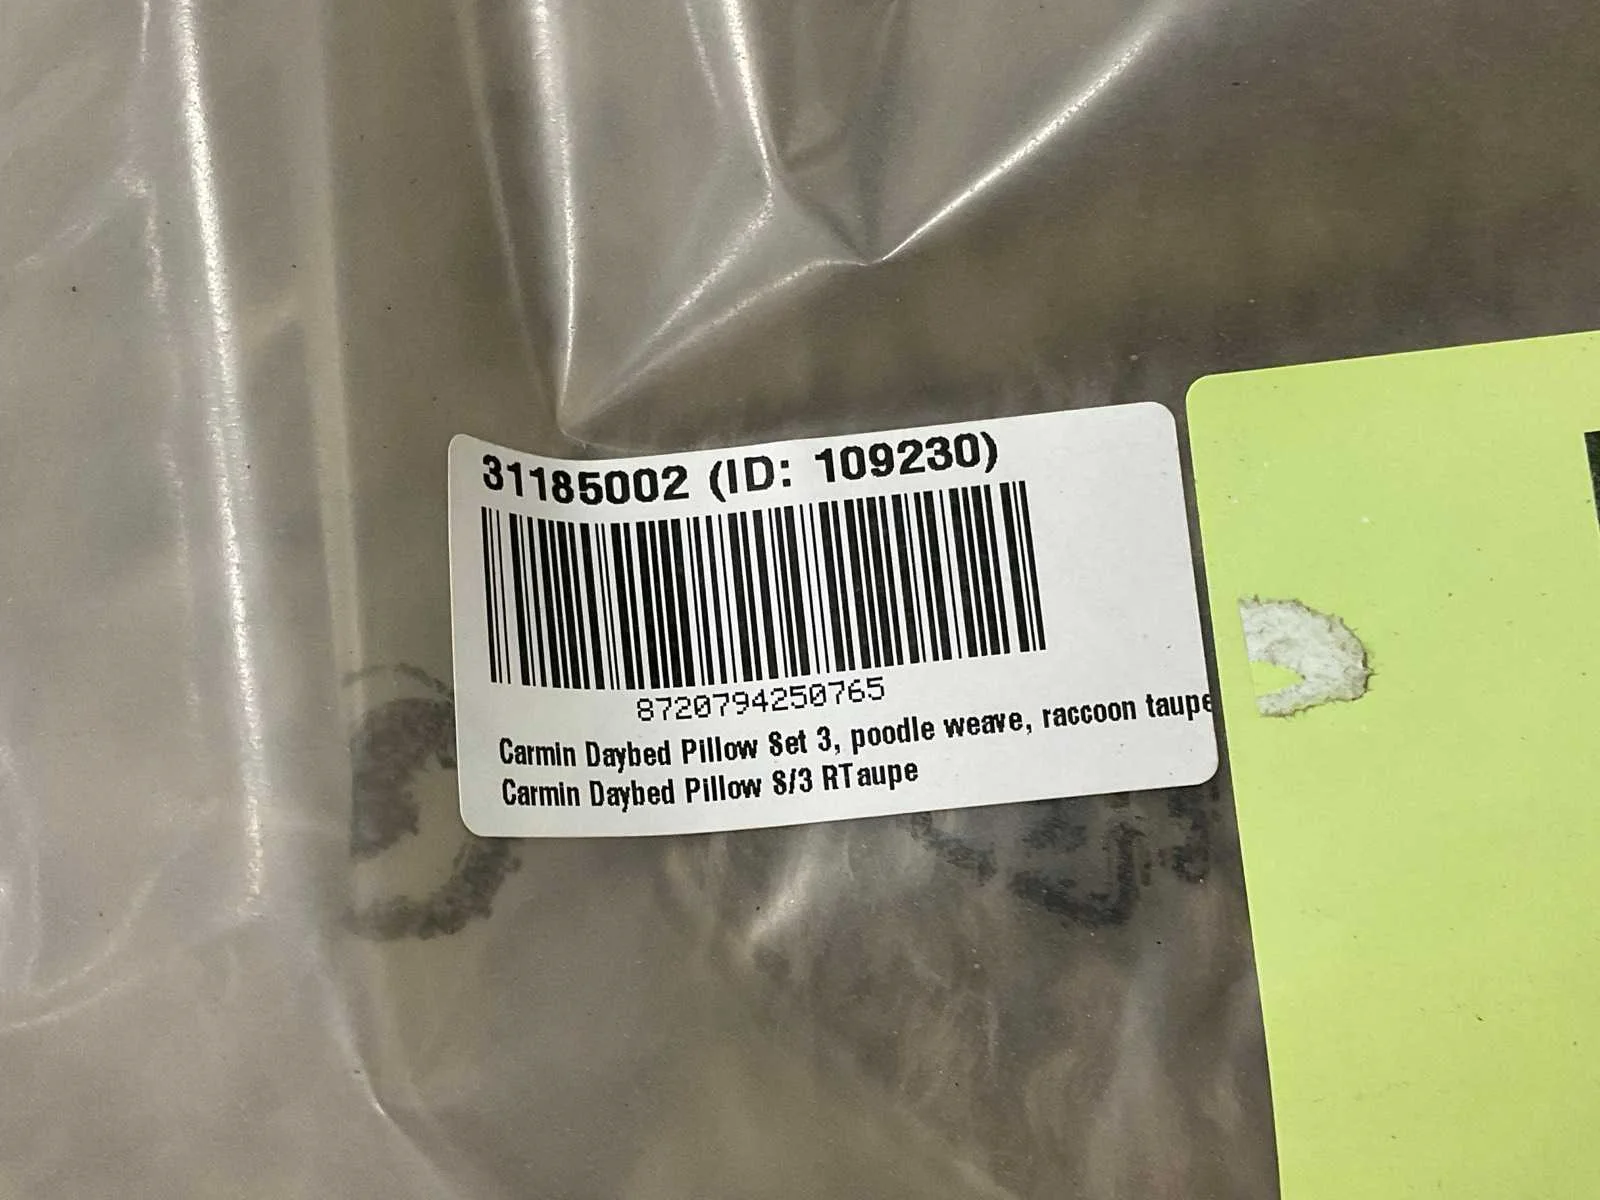 31185002 (ID: 109230)
8720794250765
Carmin Daybed Pillow Set 3, poodle weave, raccoon taupe
Carmin Daybed Pillow S/3 RTaupe